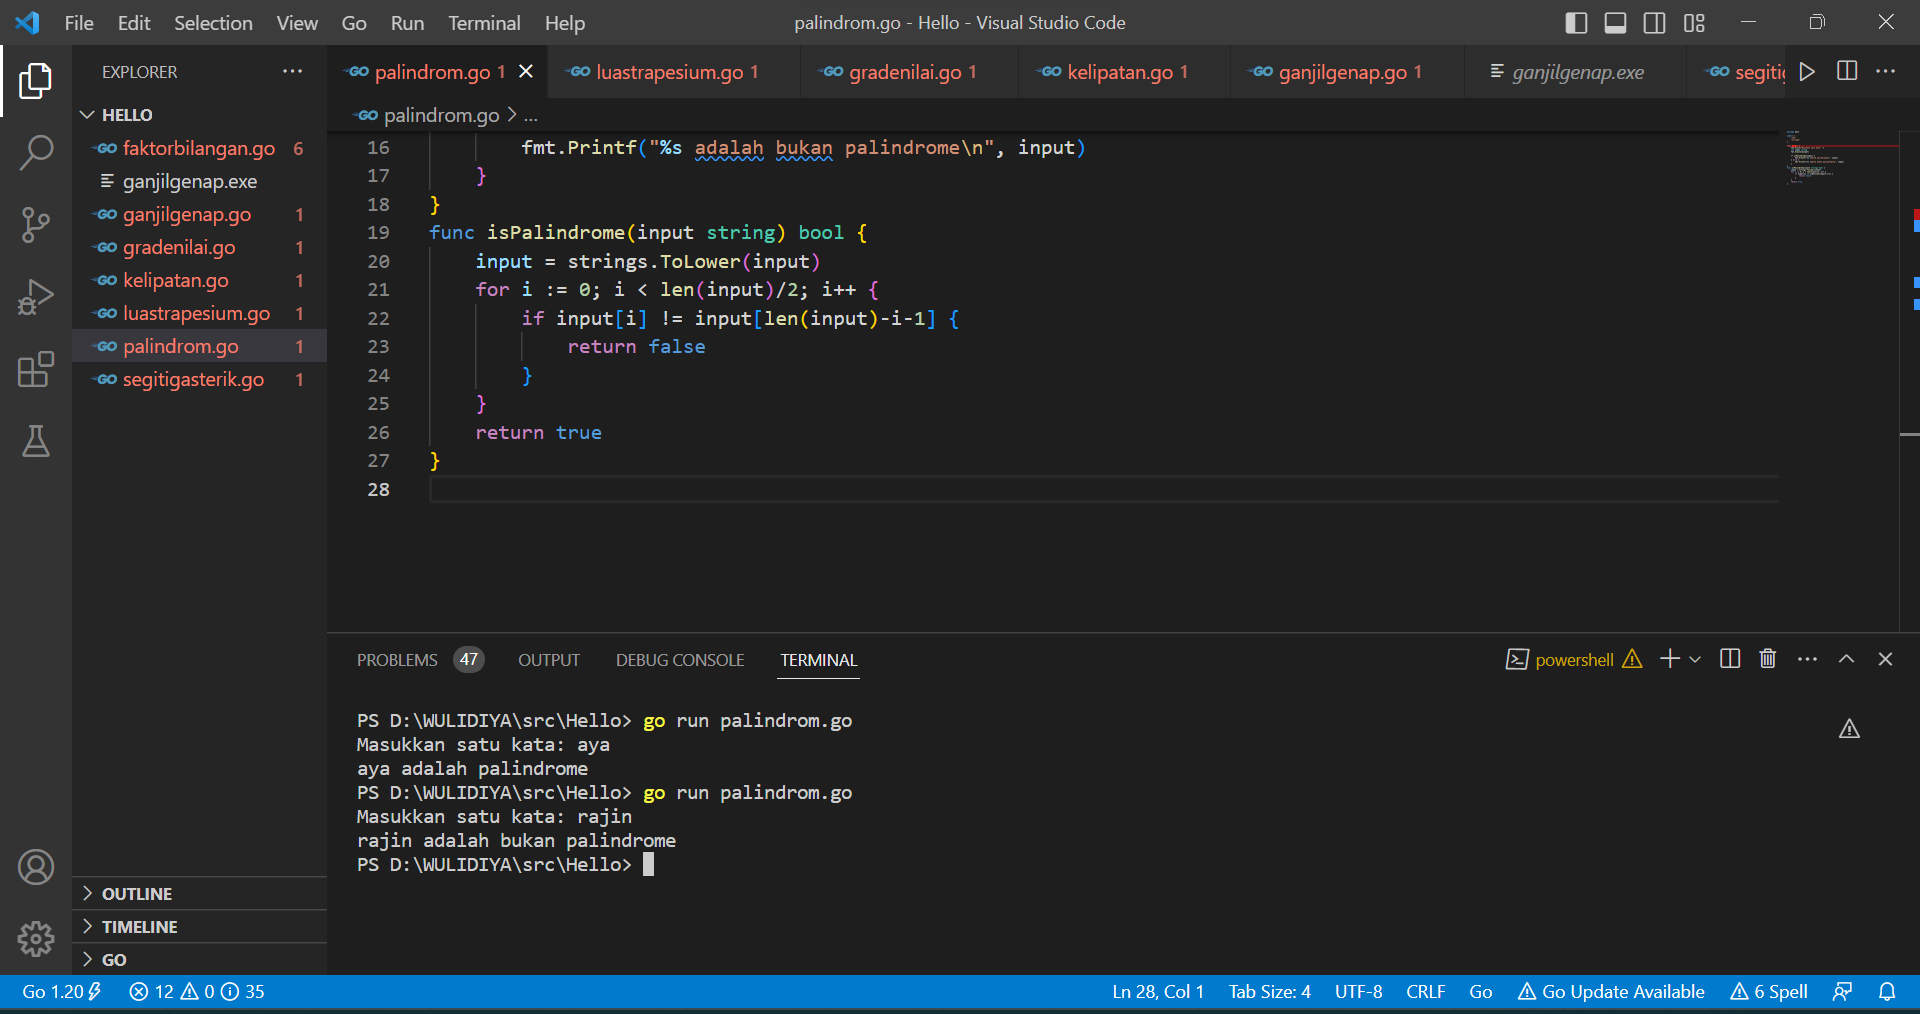 File Edit Selection View Go Run Terminal Help
palindrom.go - Hello - Visual Studio Code
EXPLORER
HELLO
faktorbilangan.go 6
ganjilgenap.exe
ganjilgenap.go 1
gradenilai.go 1
kelipatan.go 1
luastrapesium.go 1
palindrom.go 1
segitigasterik.go 1
OUTLINE
TIMELINE
GO
palindrom.go 1 luastrapesium.go 1 gradenilai.go 1 kelipatan.go 1 ganjilgenap.go 1 ganjilgenap.exe
palindrom.go > ...
16 fmt.Printf("%s adalah bukan palindrome\n", input)
17 }
18 }
19 func isPalindrome(input string) bool {
20 input = strings.ToLower(input)
21 for i := 0; i < len(input)/2; i++ {
22 if input[i] != input[len(input)-i-1] {
23 return false
24 }
25 }
26 return true
27 }
28
PROBLEMS 47 OUTPUT DEBUG CONSOLE TERMINAL
powershell
PS D:\WULIDIYA\src\Hello> go run palindrom.go
Masukkan satu kata: aya
aya adalah palindrome
PS D:\WULIDIYA\src\Hello> go run palindrom.go
Masukkan satu kata: rajin
rajin adalah bukan palindrome
PS D:\WULIDIYA\src\Hello>
Go 1.20 12 0 35
Ln 28, Col 1 Tab Size: 4 UTF-8 CRLF Go Go Update Available 6 Spell